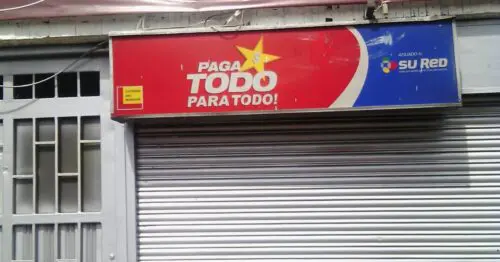 PAGA
TODO
PARA TODO!
AFILIADO A:
SU RED